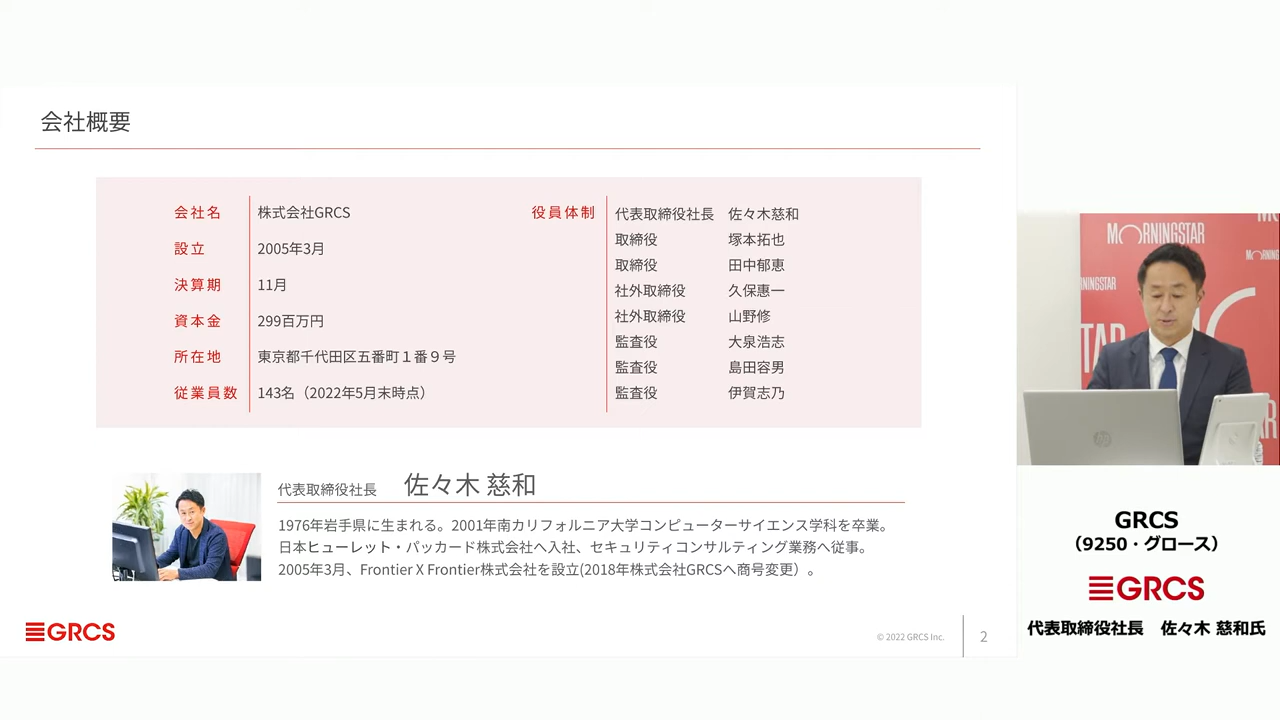 会社概要
会社名 株式会社GRCS
設立 2005年3月
決算期 11月
資本金 299百万円
所在地 東京都千代田区五番町１番９号
従業員数 143名（2022年5月末時点）
役員体制
代表取締役社長 佐々木慈和
取締役 塚本拓也
取締役 田中郁恵
社外取締役 久保惠一
社外取締役 山野修
監査役 大泉浩志
監査役 島田容男
監査役 伊賀志乃
代表取締役社長 佐々木 慈和
1976年岩手県に生まれる。2001年南カリフォルニア大学コンピューターサイエンス学科を卒業。
日本ヒューレット・パッカード株式会社へ入社、セキュリティコンサルティング業務へ従事。
2005年3月、Frontier X Frontier株式会社を設立(2018年株式会社GRCSへ商号変更）。
GRCS
© 2022 GRCS Inc.
2
MORNINGSTAR
GRCS
（9250・グロース）
GRCS
代表取締役社長 佐々木 慈和氏